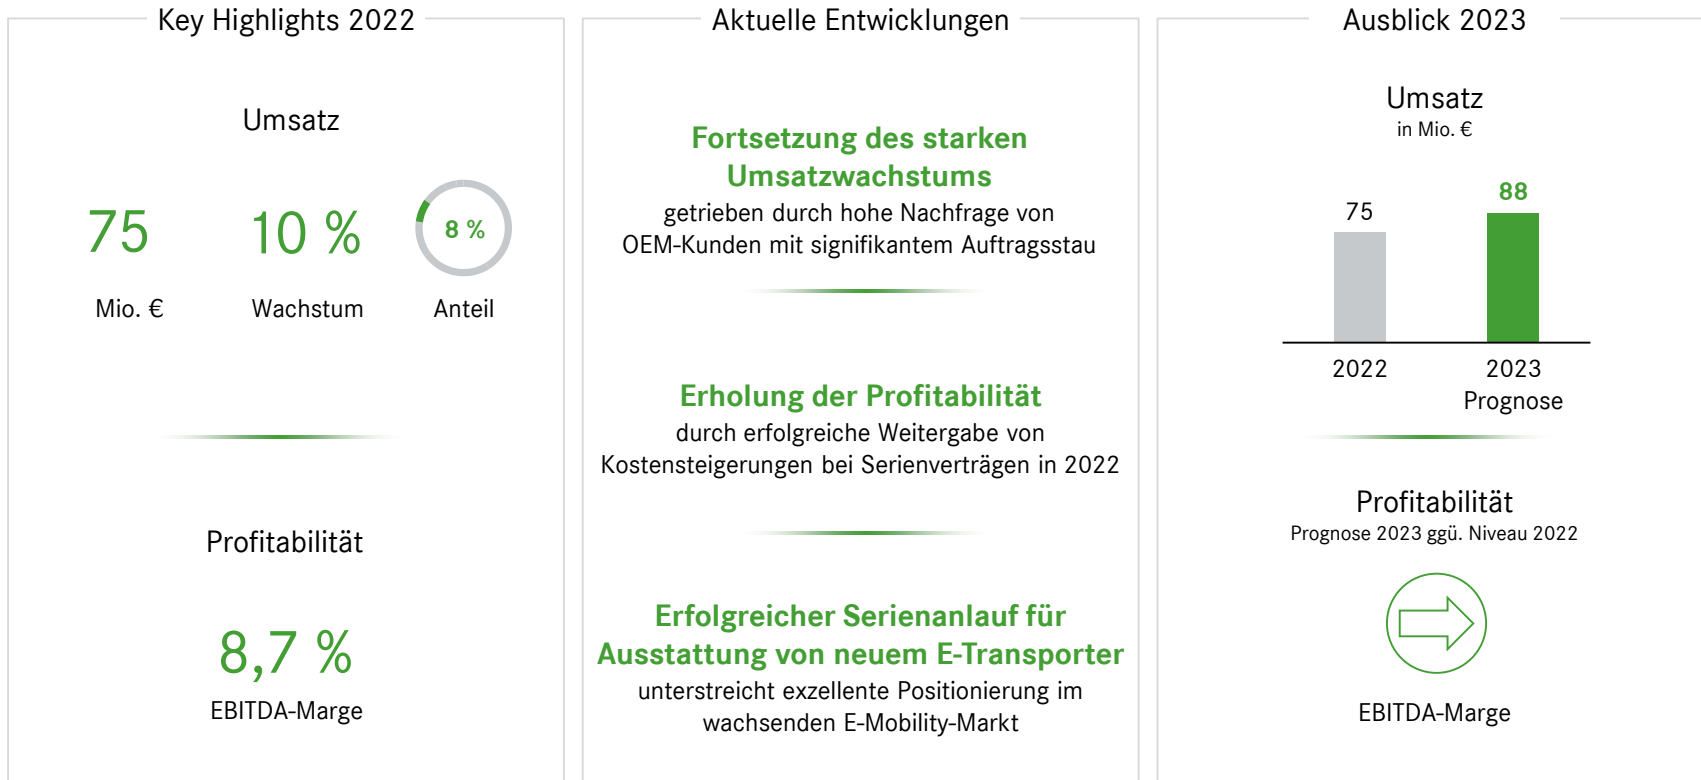 Key Highlights 2022
Umsatz
75
10 %
8 %
Mio. €
Wachstum
Anteil
Profitabilität
8,7 %
EBITDA-Marge
Aktuelle Entwicklungen
Fortsetzung des starken
Umsatzwachstums
getrieben durch hohe Nachfrage von
OEM-Kunden mit signifikantem Auftragsstau
Erholung der Profitabilität
durch erfolgreiche Weitergabe von
Kostensteigerungen bei Serienverträgen in 2022
Erfolgreicher Serienanlauf für
Ausstattung von neuem E-Transporter
unterstreicht exzellente Positionierung im
wachsenden E-Mobility-Markt
Ausblick 2023
Umsatz
in Mio. €
75
88
2022
2023
Prognose
Profitabilität
Prognose 2023 ggü. Niveau 2022
EBITDA-Marge